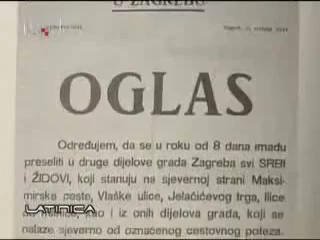 U ZAGREBU
OGLAS
Određujem, da se u roku od 8 dana imadu
preseliti u druge dijelove grada Zagreba svi SRBI
i ŽIDOVI, koji stanuju na sjevernoj strani Maksi-
mirske ceste, Vlaške ulice, Jelačićevog trga, Ilice
kao i iz onih dijelova grada, koji se
LATINICA
nalaze sjeverno od označenog cestovnog poteza.